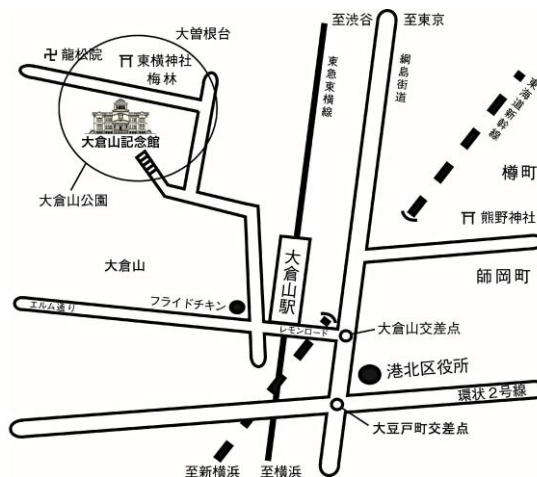 至渋谷
至東京
大曽根台
卍 龍松院
東横神社
梅林
東急東横線
綱島街道
東海道新幹線
大倉山記念館
樽町
大倉山公園
熊野神社
大倉山
大倉山駅
師岡町
フライドチキン
エルム通り
レモンロード
大倉山交差点
港北区役所
環状2号線
大豆戸町交差点
至新横浜
至横浜